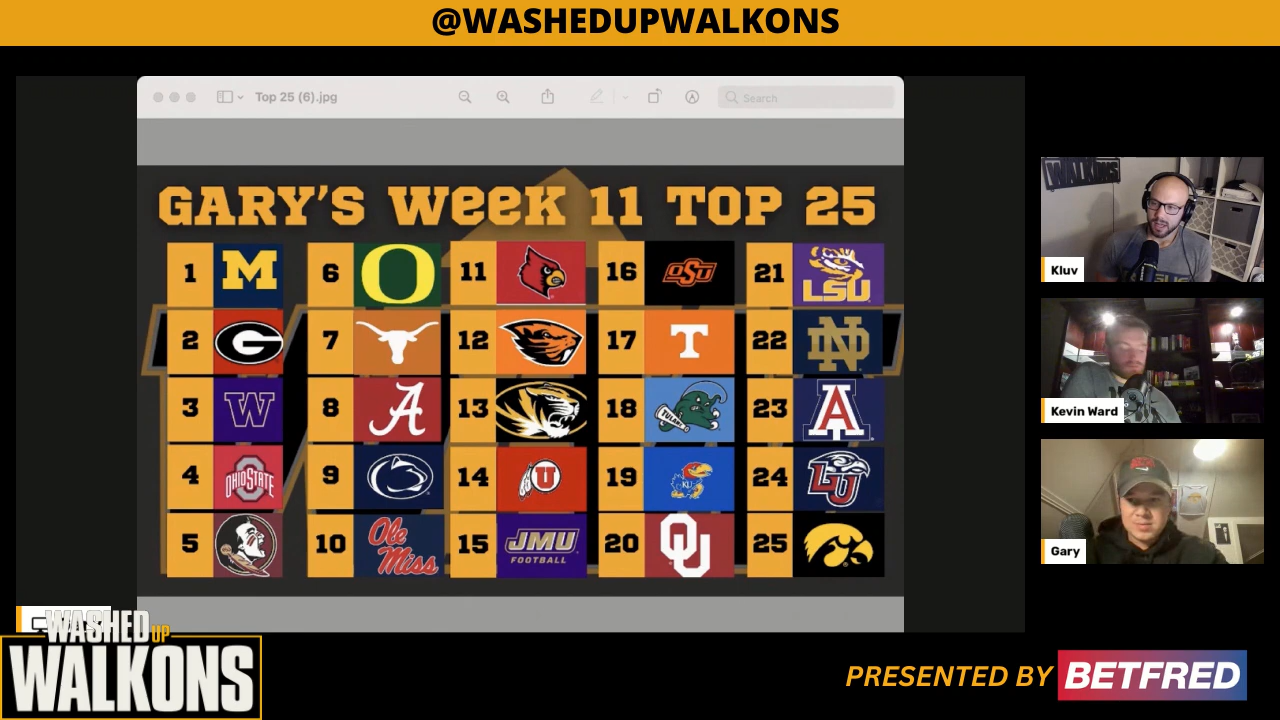 @WASHEDUPWALKONS
Top 25 (6).jpg
Search
GARY'S WEEK 11 TOP 25
1 M 6 O 11 16 OSU 21 LSU
2 G 7 12 17 T 22 ND
3 W 8 A 13 18 TULANE 23 A
4 OHIO STATE 9 14 U 19 KU 24 LU
5 10 Ole Miss 15 JMU FOOTBALL 20 OU 25
WALKONS
Kluv
Kevin Ward
Gary
WASHED UP
WALKONS
PRESENTED BY BETFRED